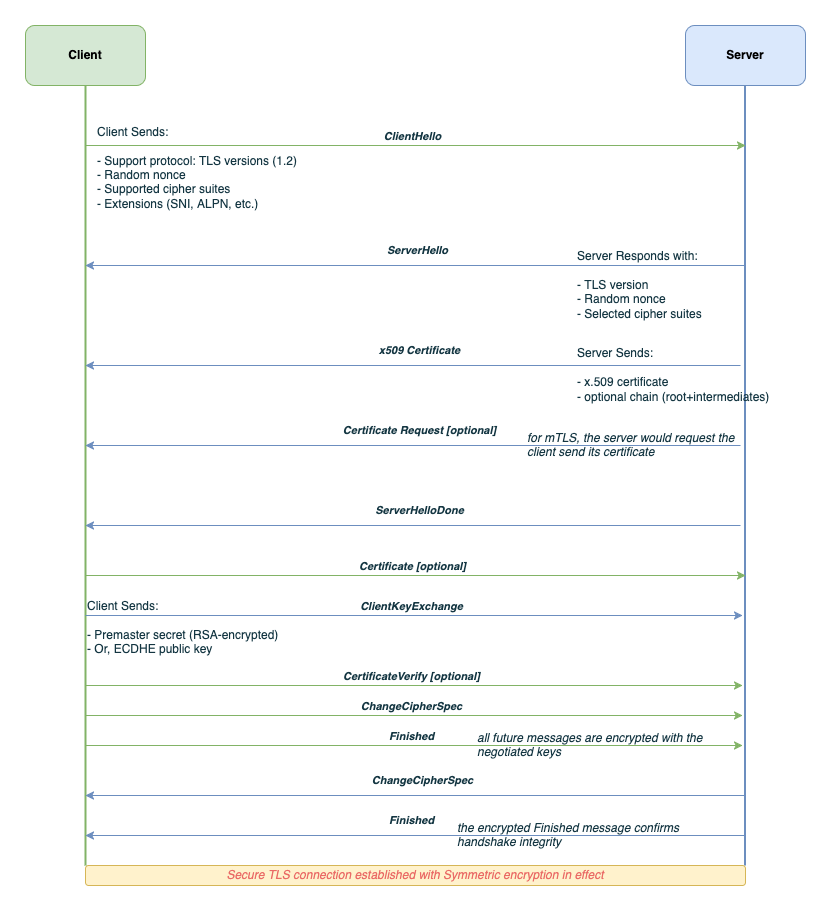 Client
Server
Client Sends:
ClientHello
- Support protocol: TLS versions (1.2)
- Random nonce
- Supported cipher suites
- Extensions (SNI, ALPN, etc.)
ServerHello
Server Responds with:
- TLS version
- Random nonce
- Selected cipher suites
x509 Certificate
Server Sends:
- x.509 certificate
- optional chain (root+intermediates)
Certificate Request [optional]
for mTLS, the server would request the
client send its certificate
ServerHelloDone
Certificate [optional]
Client Sends:
ClientKeyExchange
- Premaster secret (RSA-encrypted)
- Or, ECDHE public key
CertificateVerify [optional]
ChangeCipherSpec
Finished
all future messages are encrypted with the
negotiated keys
ChangeCipherSpec
Finished
the encrypted Finished message confirms
handshake integrity
Secure TLS connection established with Symmetric encryption in effect